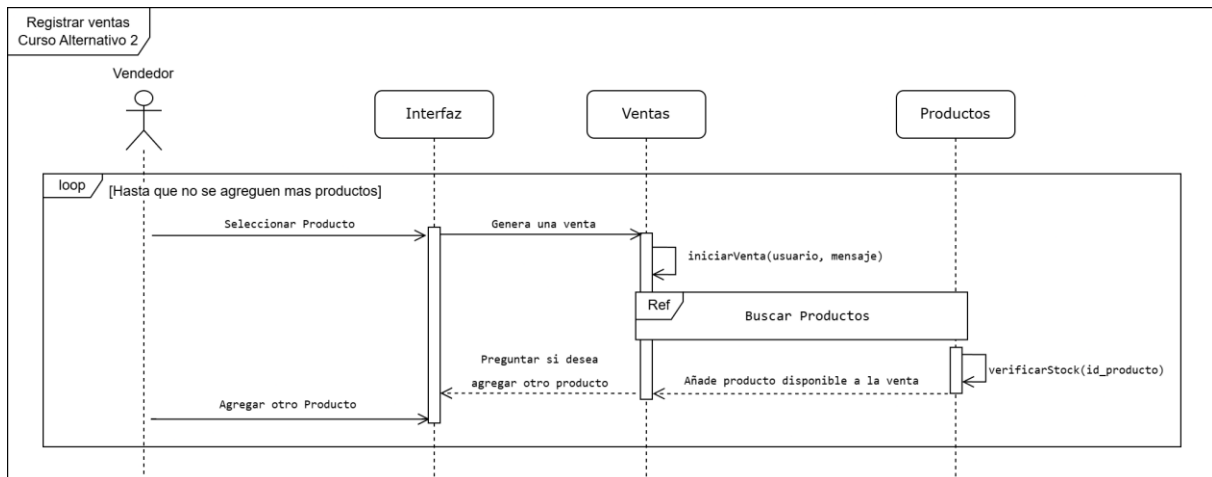 Registrar ventas
Curso Alternativo 2
Vendedor
Interfaz
Ventas
Productos
loop
[Hasta que no se agreguen mas productos]
Seleccionar Producto
Genera una venta
iniciarVenta(usuario, mensaje)
Ref
Buscar Productos
Preguntar si desea
agregar otro producto
Añade producto disponible a la venta
verificarStock(id_producto)
Agregar otro Producto